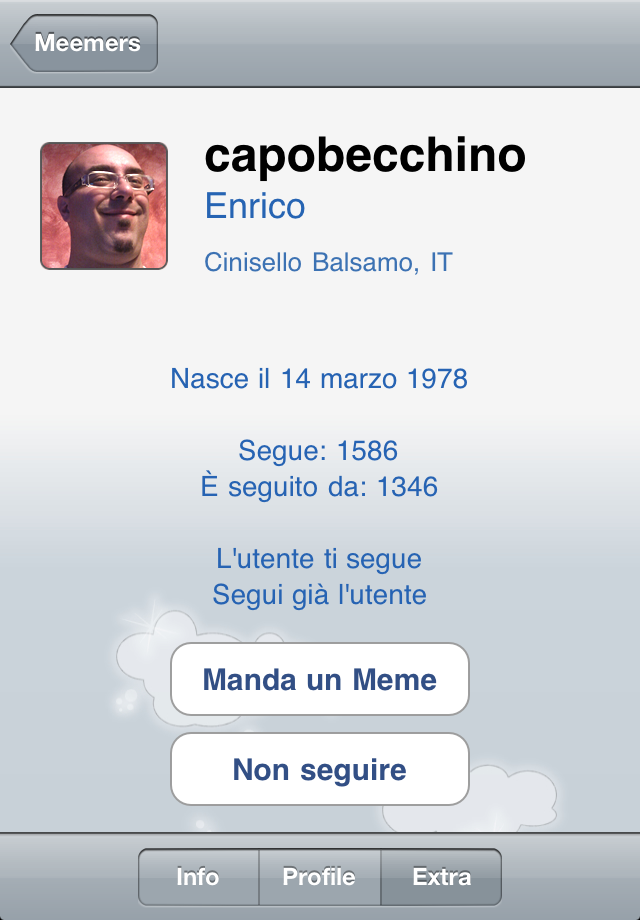 Meemers
capobecchino
Enrico
Cinisello Balsamo, IT
Nasce il 14 marzo 1978
Segue: 1586
È seguito da: 1346
L'utente ti segue
Segui già l'utente
Manda un Meme
Non seguire
Info
Profile
Extra